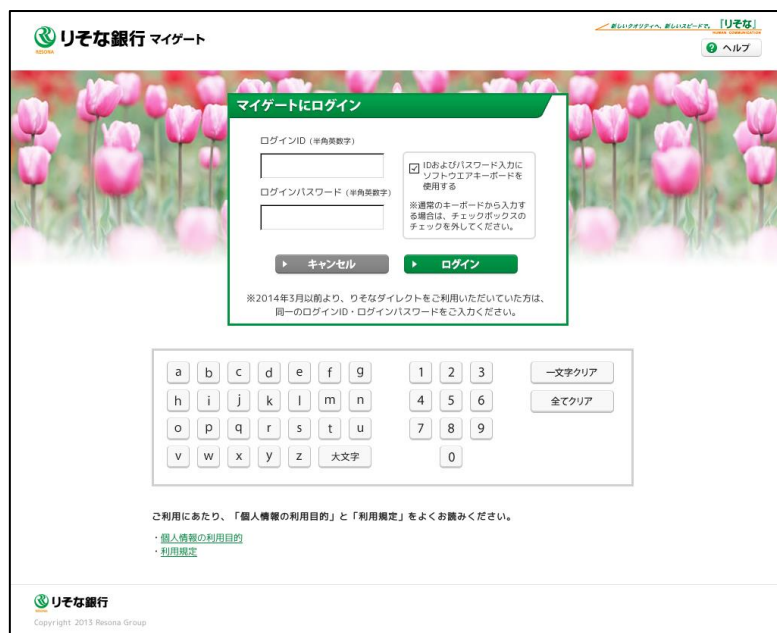 りそな銀行 マイゲート
RESONA
新しいクオリティへ、新しいスピードで。『りそな』
HUMAN COMMUNICATION
? ヘルプ
マイゲートにログイン
ログインID(半角英数字)
IDおよびパスワード入力に
ソフトウエアキーボードを
使用する
ログインパスワード(半角英数字)
※通常のキーボードから入力す
る場合は、チェックボックスの
チェックを外してください。
キャンセル
ログイン
※2014年3月以前より、りそなダイレクトをご利用いただいていた方は、
同一のログインID・ログインパスワードをご入力ください。
a b c d e f g 1 2 3 一文字クリア
h i j k l m n 4 5 6 全てクリア
o p q r s t u 7 8 9
v w x y z 大文字 0
ご利用にあたり、「個人情報の利用目的」と「利用規定」をよくお読みください。
・個人情報の利用目的
・利用規定
りそな銀行
Copyright 2013 Resona Group